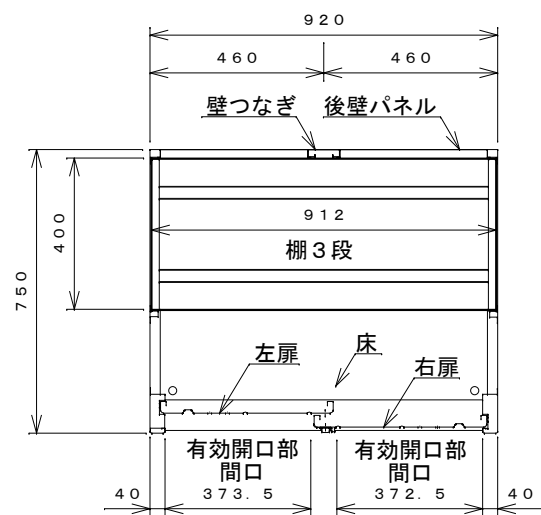 920
460 460
壁つなぎ 後壁パネル
912
棚3段
400
750
左扉 床 右扉
有効開口部 有効開口部
間口 間口
40 373.5 372.5 40